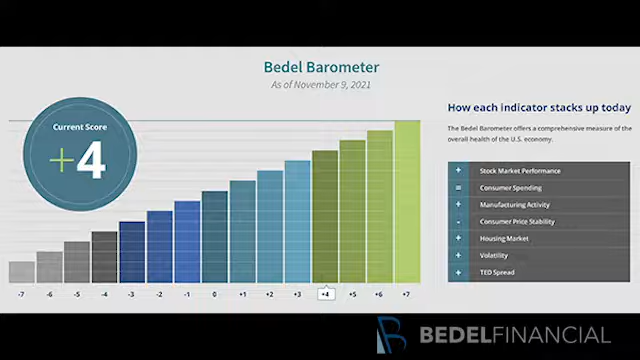 Bedel Barometer
As of November 9, 2021
Current Score
+4
-7 -6 -5 -4 -3 -2 -1 0 +1 +2 +3 +4 +5 +6 +7
How each indicator stacks up today
The Bedel Barometer offers a comprehensive measure of the
overall health of the U.S. economy.
+ Stock Market Performance
= Consumer Spending
+ Manufacturing Activity
- Consumer Price Stability
+ Housing Market
+ Volatility
+ TED Spread
BEDELFINANCIAL